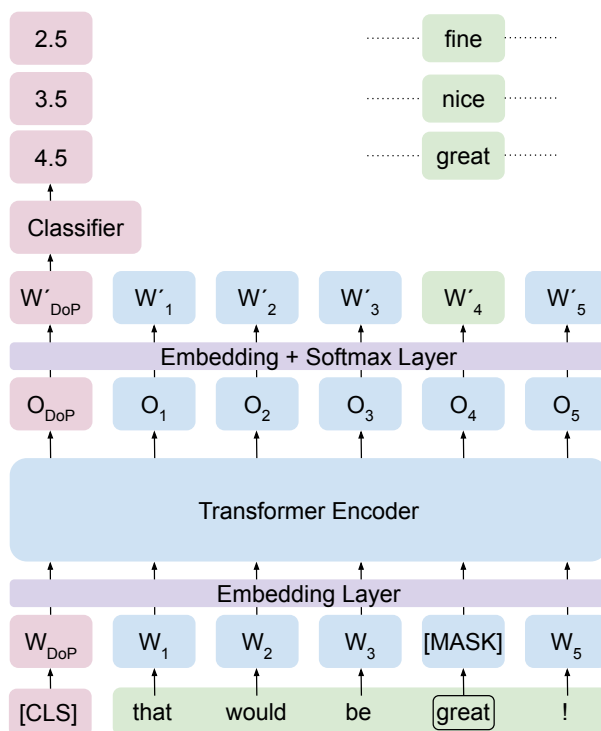 2.5 fine
3.5 nice
4.5 great
Classifier
W´DoP W´1 W´2 W´3 W´4 W´5
Embedding + Softmax Layer
ODoP O1 O2 O3 O4 O5
Transformer Encoder
Embedding Layer
WDoP W1 W2 W3 [MASK] W5
[CLS] that would be great !